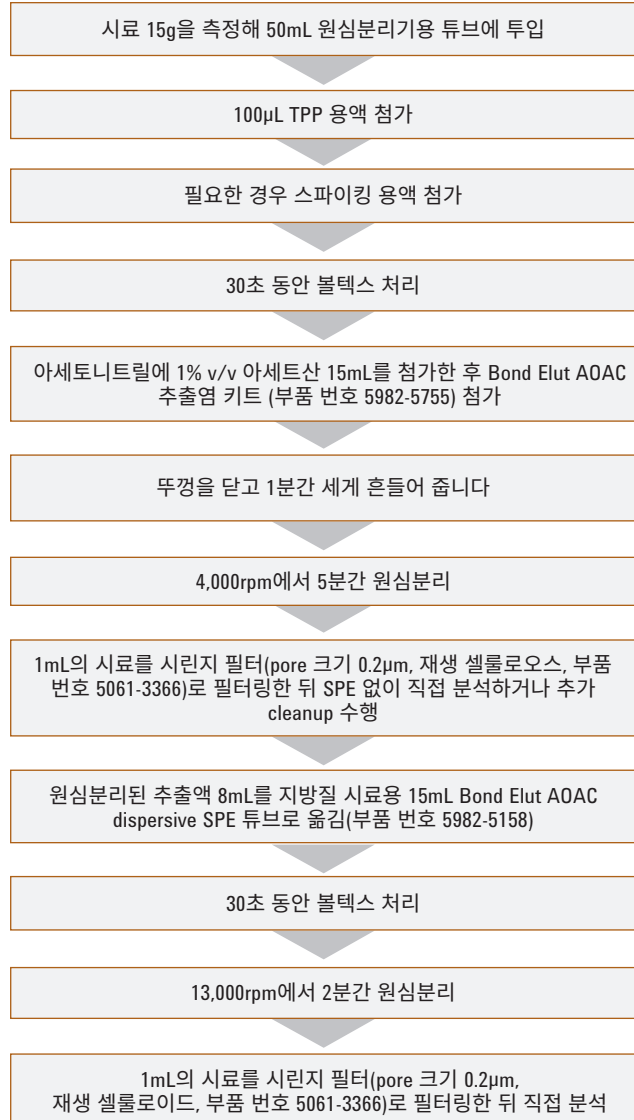 시료 15g을 측정해 50mL 원심분리기용 튜브에 투입
100µL TPP 용액 첨가
필요한 경우 스파이킹 용액 첨가
30초 동안 볼텍스 처리
아세토니트릴에 1% v/v 아세트산 15mL를 첨가한 후 Bond Elut AOAC
추출염 키트 (부품 번호 5982-5755) 첨가
뚜껑을 닫고 1분간 세게 흔들어 줍니다
4,000rpm에서 5분간 원심분리
1mL의 시료를 시린지 필터(pore 크기 0.2µm, 재생 셀룰로오스, 부품
번호 5061-3366)로 필터링한 뒤 SPE 없이 직접 분석하거나 추가
cleanup 수행
원심분리된 추출액 8mL를 지방질 시료용 15mL Bond Elut AOAC
dispersive SPE 튜브로 옮김(부품 번호 5982-5158)
30초 동안 볼텍스 처리
13,000rpm에서 2분간 원심분리
1mL의 시료를 시린지 필터(pore 크기 0.2µm,
재생 셀룰로이드, 부품 번호 5061-3366)로 필터링한 뒤 직접 분석